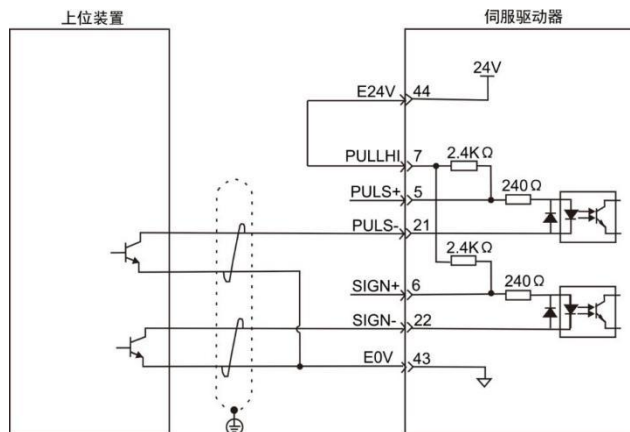 上位装置
伺服驱动器
24V
E24V 44
PULLHI 7 2.4KΩ
PULS+ 5 240Ω
PULS- 21
2.4KΩ
SIGN+ 6 240Ω
SIGN- 22
E0V 43